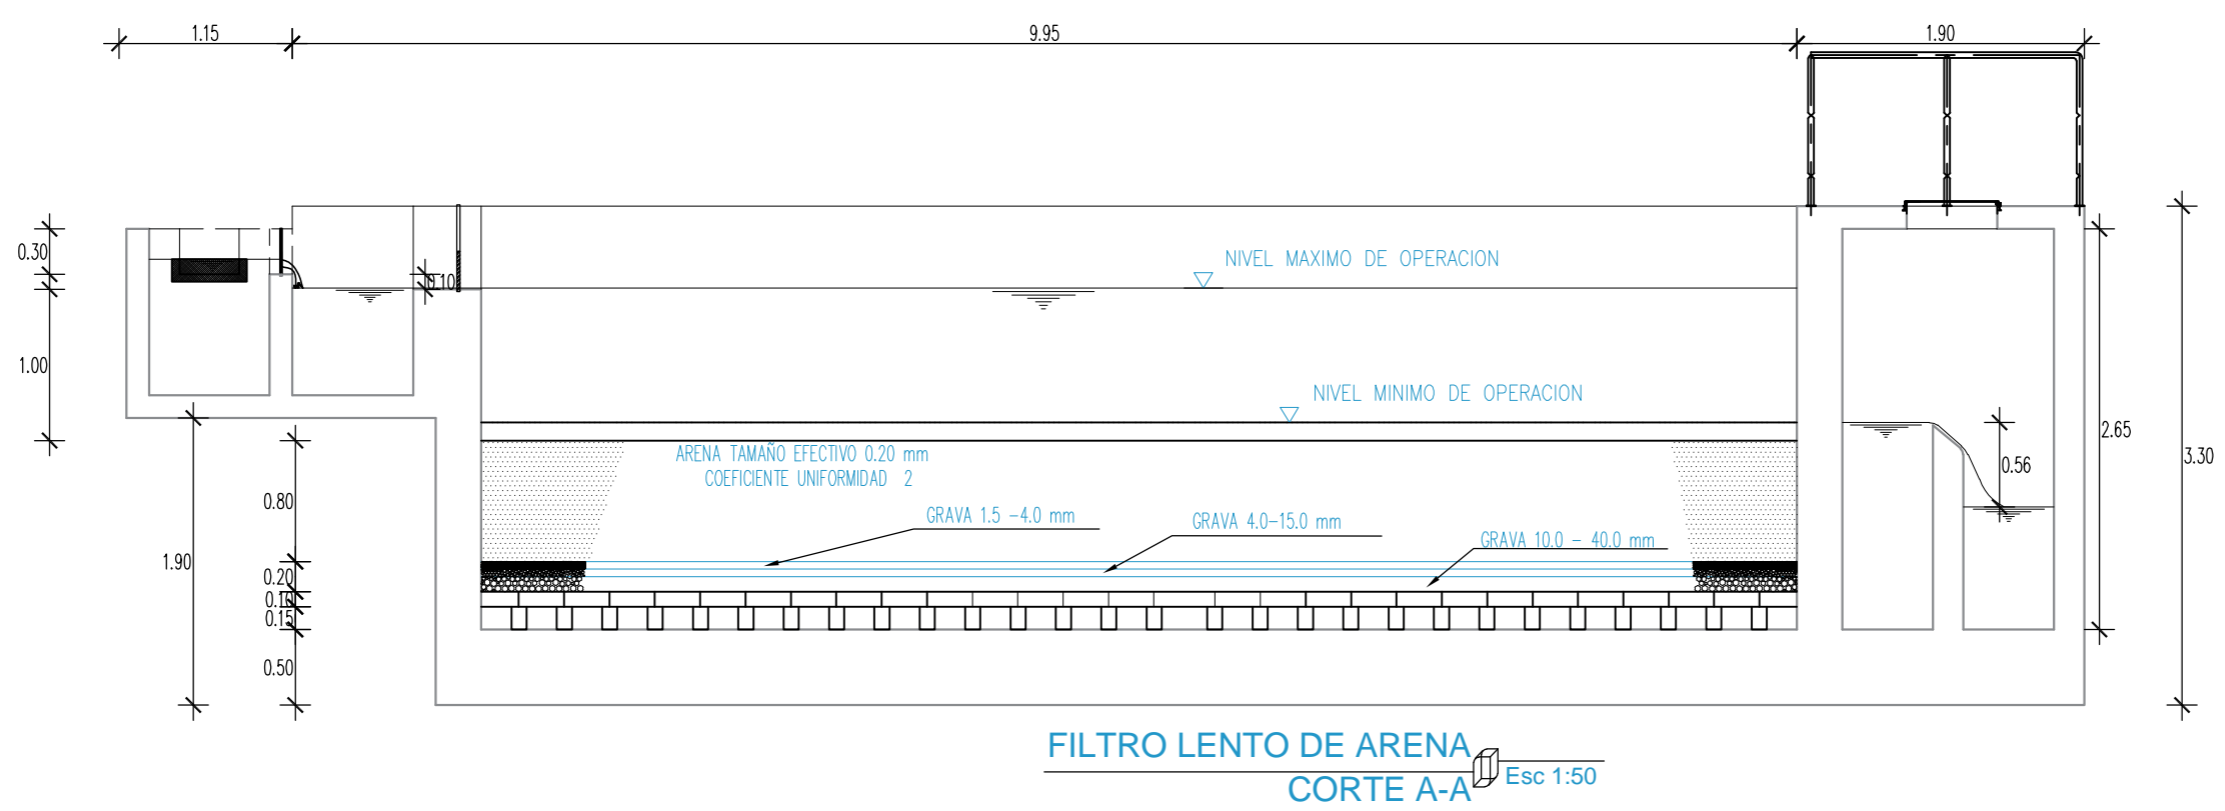 1.15
9.95
1.90
0.30
0.10
1.00
NIVEL MAXIMO DE OPERACION
NIVEL MINIMO DE OPERACION
ARENA TAMAÑO EFECTIVO 0.20 mm
COEFICIENTE UNIFORMIDAD 2
2.65
3.30
0.56
0.80
GRAVA 1.5 -4.0 mm
GRAVA 4.0-15.0 mm
GRAVA 10.0 - 40.0 mm
1.90
0.20
0.10
0.15
0.50
FILTRO LENTO DE ARENA
CORTE A-A
Esc 1:50